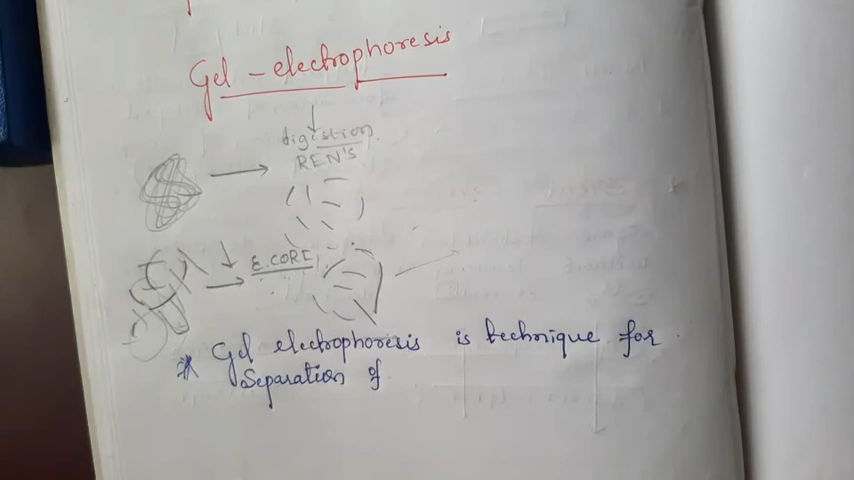 Gel - electrophoresis
digestion
REN'S
E.CORI
* Gel electrophoresis is technique for
Separation of